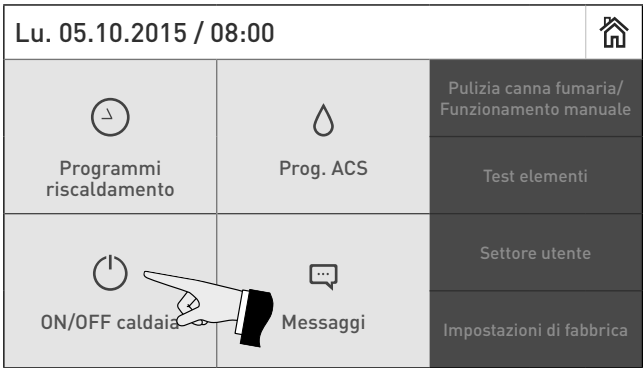 Lu. 05.10.2015 / 08:00
Programmi
riscaldamento
Prog. ACS
ON/OFF caldaia
Messaggi
Pulizia canna fumaria/
Funzionamento manuale
Test elementi
Settore utente
Impostazioni di fabbrica